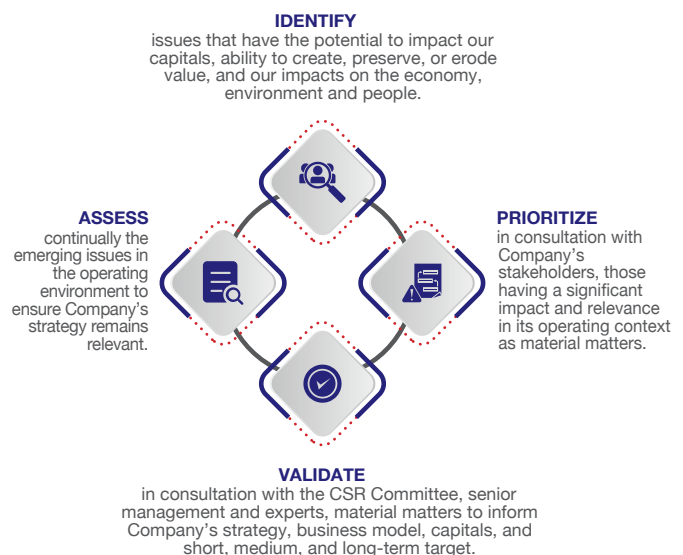 IDENTIFY
issues that have the potential to impact our
capitals, ability to create, preserve, or erode
value, and our impacts on the economy,
environment and people.
ASSESS
continually the
emerging issues in
the operating
environment to
ensure Company's
strategy remains
relevant.
PRIORITIZE
in consultation with
Company's
stakeholders, those
having a significant
impact and relevance
in its operating context
as material matters.
VALIDATE
in consultation with the CSR Committee, senior
management and experts, material matters to inform
Company's strategy, business model, capitals, and
short, medium, and long-term target.